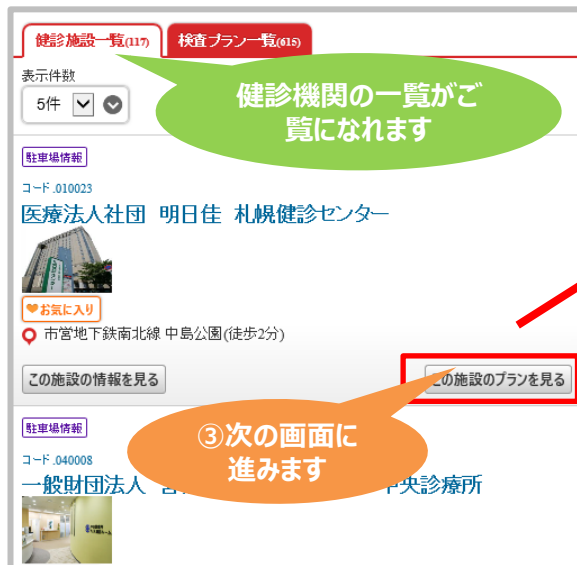 健診施設一覧(117) 検査プラン一覧(615)
表示件数
5件
健診機関の一覧がご
覧になれます
駐車場情報
コード.010023
医療法人社団 明日佳 札幌健診センター
お気に入り
市営地下鉄南北線 中島公園(徒歩2分)
この施設の情報を見る この施設のプランを見る
③次の画面に
進みます
駐車場情報
コード.040008
一般財団法人 央診療所